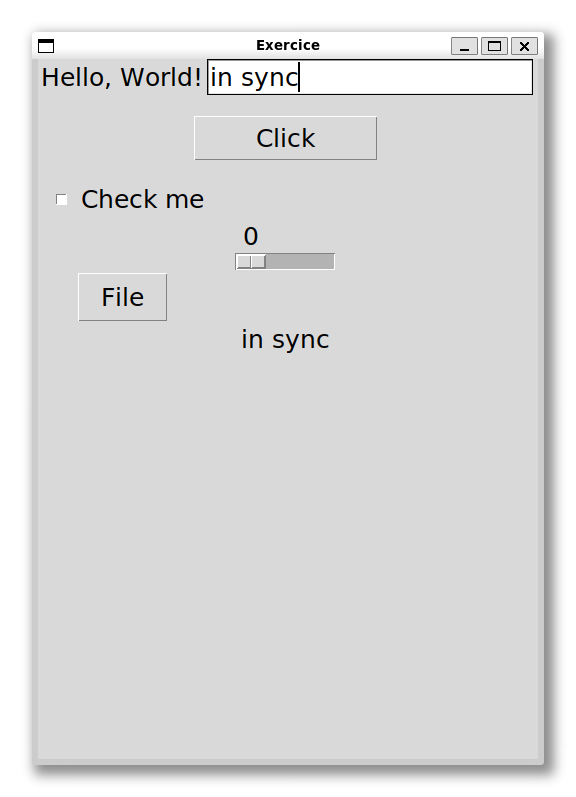 Exercice
Hello, World! in sync
Click
Check me
0
File
in sync